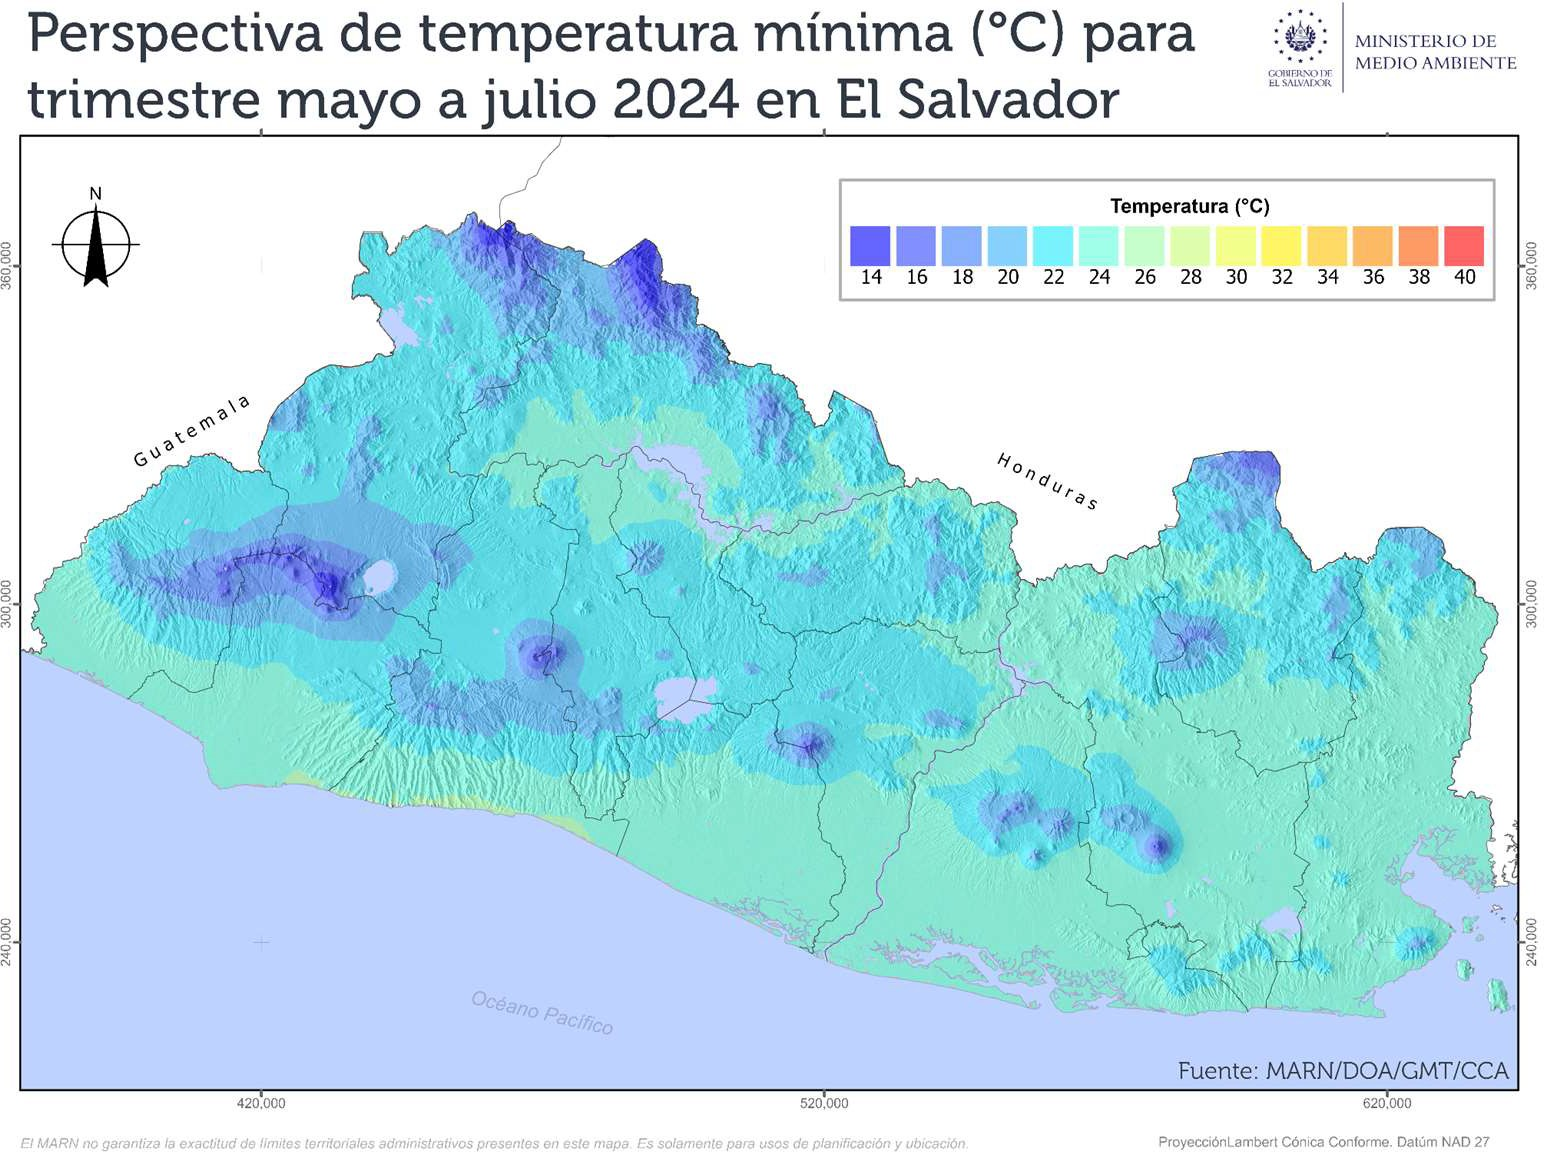 Perspectiva de temperatura mínima (°C) para
trimestre mayo a julio 2024 en El Salvador
GOBIERNO DE
EL SALVADOR
MINISTERIO DE
MEDIO AMBIENTE
N
Temperatura (°C)
14 16 18 20 22 24 26 28 30 32 34 36 38 40
360,000
360,000
Guatemala
Honduras
300,000
300,000
240,000
240,000
Océano Pacífico
Fuente: MARN/DOA/GMT/CCA
420,000
520,000
620,000
El MARN no garantiza la exactitud de límites territoriales administrativos presentes en este mapa. Es solamente para usos de planificación y ubicación.
ProyecciónLambert Cónica Conforme. Datúm NAD 27